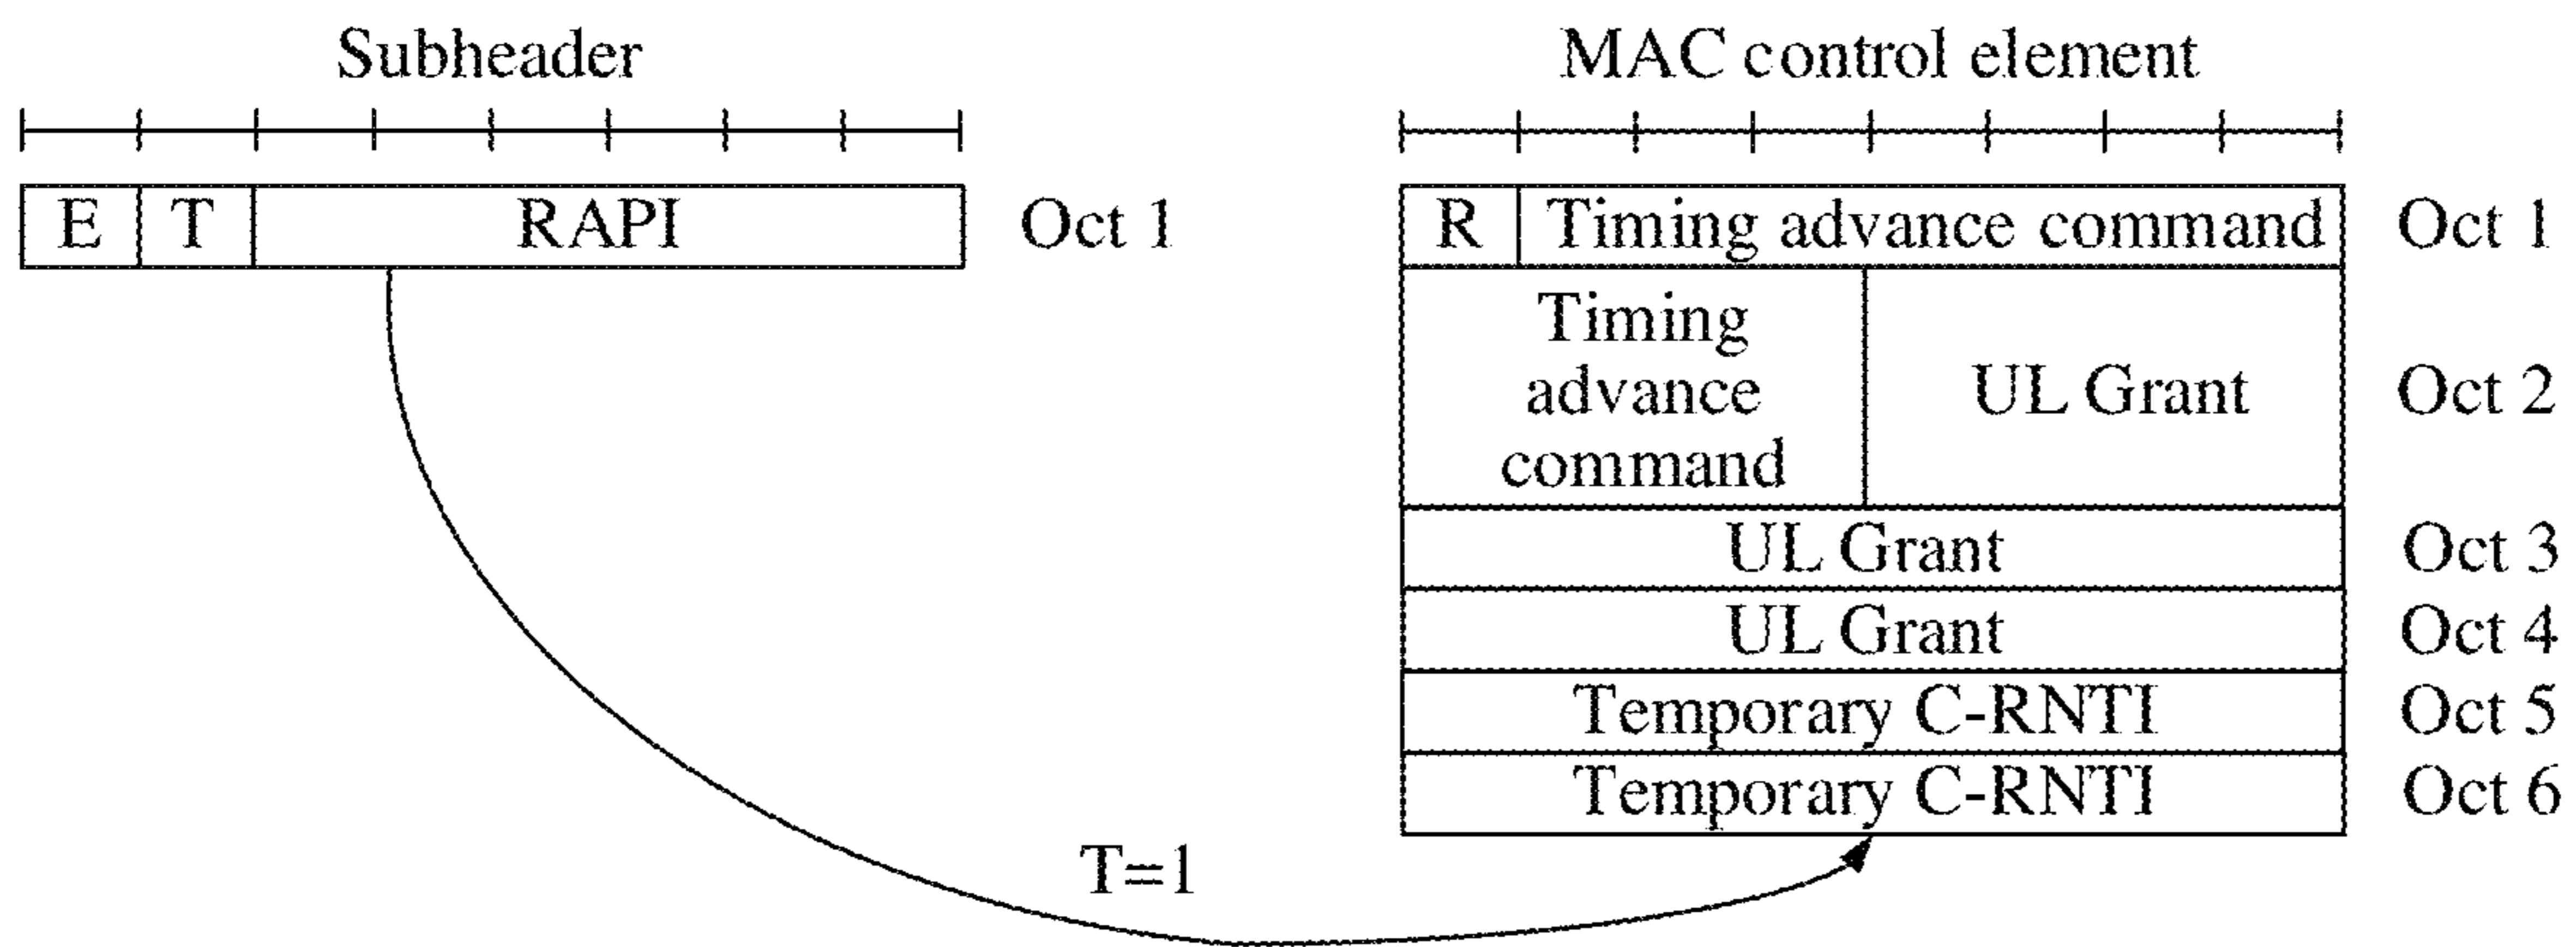 Subheader
MAC control element
E T RAPI Oct 1
R Timing advance command Oct 1
Timing
advance
command
UL Grant Oct 2
UL Grant Oct 3
UL Grant Oct 4
Temporary C-RNTI Oct 5
Temporary C-RNTI Oct 6
T=1